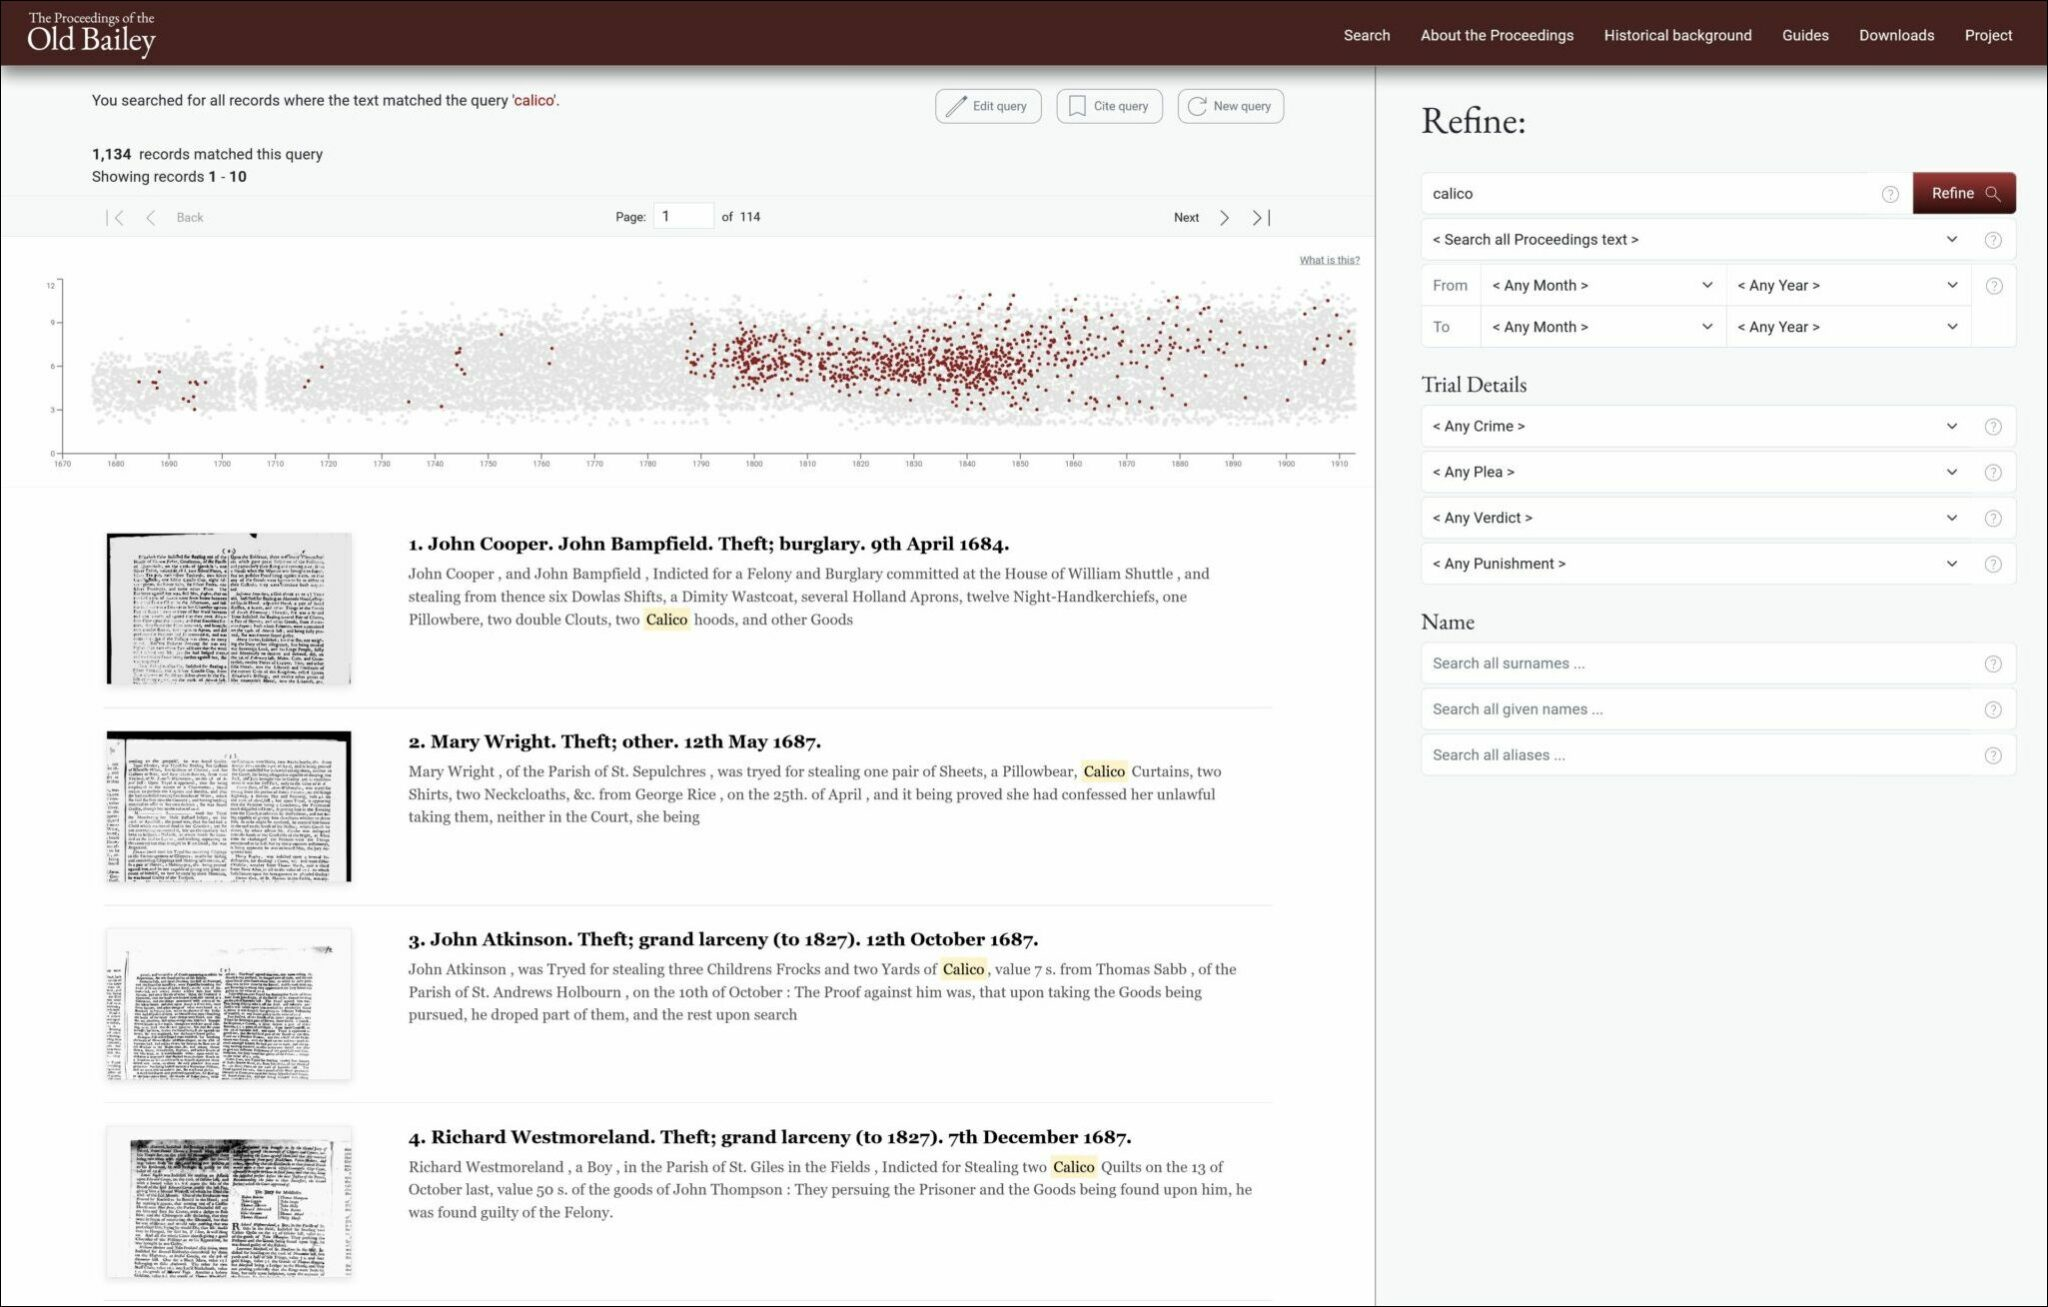 The Proceedings of the
Old Bailey
Search
About the Proceedings
Historical background
Guides
Downloads
Project
You searched for all records where the text matched the query 'calico'.
Edit query
Cite query
New query
1,134 records matched this query
Showing records 1 - 10
Back
Page: 1 of 114
Next
What is this?
12
9
6
3
0
1670 1680 1690 1700 1710 1720 1730 1740 1750 1760 1770 1780 1790 1800 1810 1820 1830 1840 1850 1860 1870 1880 1890 1900 1910
1. John Cooper. John Bampfield. Theft; burglary. 9th April 1684.
John Cooper , and John Bampfield , Indicted for a Felony and Burglary committed at the House of William Shuttle , and
stealing from thence six Dowlas Shifts, a Dimity Wastcoat, several Holland Aprons, twelve Night-Handkerchiefs, one
Pillowbere, two double Clouts, two Calico hoods, and other Goods
2. Mary Wright. Theft; other. 12th May 1687.
Mary Wright , of the Parish of St. Sepulchres , was tryed for stealing one pair of Sheets, a Pillowbear, Calico Curtains, two
Shirts, two Neckcloaths, &c. from George Rice , on the 25th. of April , and it being proved she had confessed her unlawful
taking them, neither in the Court, she being
3. John Atkinson. Theft; grand larceny (to 1827). 12th October 1687.
John Atkinson , was Tryed for stealing three Childrens Frocks and two Yards of Calico, value 7 s. from Thomas Sabb , of the
Parish of St. Andrews Holbourn , on the 10th of October : The Proof against him was, that upon taking the Goods being
pursued, he droped part of them, and the rest upon search
4. Richard Westmoreland. Theft; grand larceny (to 1827). 7th December 1687.
Richard Westmoreland , a Boy , in the Parish of St. Giles in the Fields , Indicted for Stealing two Calico Quilts on the 13 of
October last, value 50 s. of the goods of John Thompson : They persuing the Prisoner and the Goods being found upon him, he
was found guilty of the Felony.
Refine:
calico
?
Refine
< Search all Proceedings text >
?
From
< Any Month >
< Any Year >
?
To
< Any Month >
< Any Year >
Trial Details
< Any Crime >
?
< Any Plea >
?
< Any Verdict >
?
< Any Punishment >
?
Name
Search all surnames ...
?
Search all given names ...
?
Search all aliases ...
?